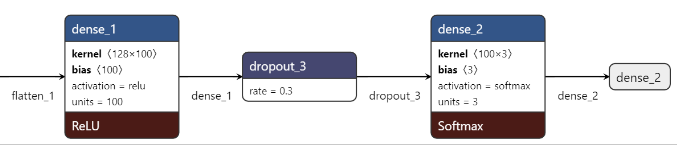 flatten_1
dense_1
kernel ⟨128×100⟩
bias ⟨100⟩
activation = relu
units = 100
ReLU
dense_1
dropout_3
rate = 0.3
dropout_3
dense_2
kernel ⟨100×3⟩
bias ⟨3⟩
activation = softmax
units = 3
Softmax
dense_2
dense_2